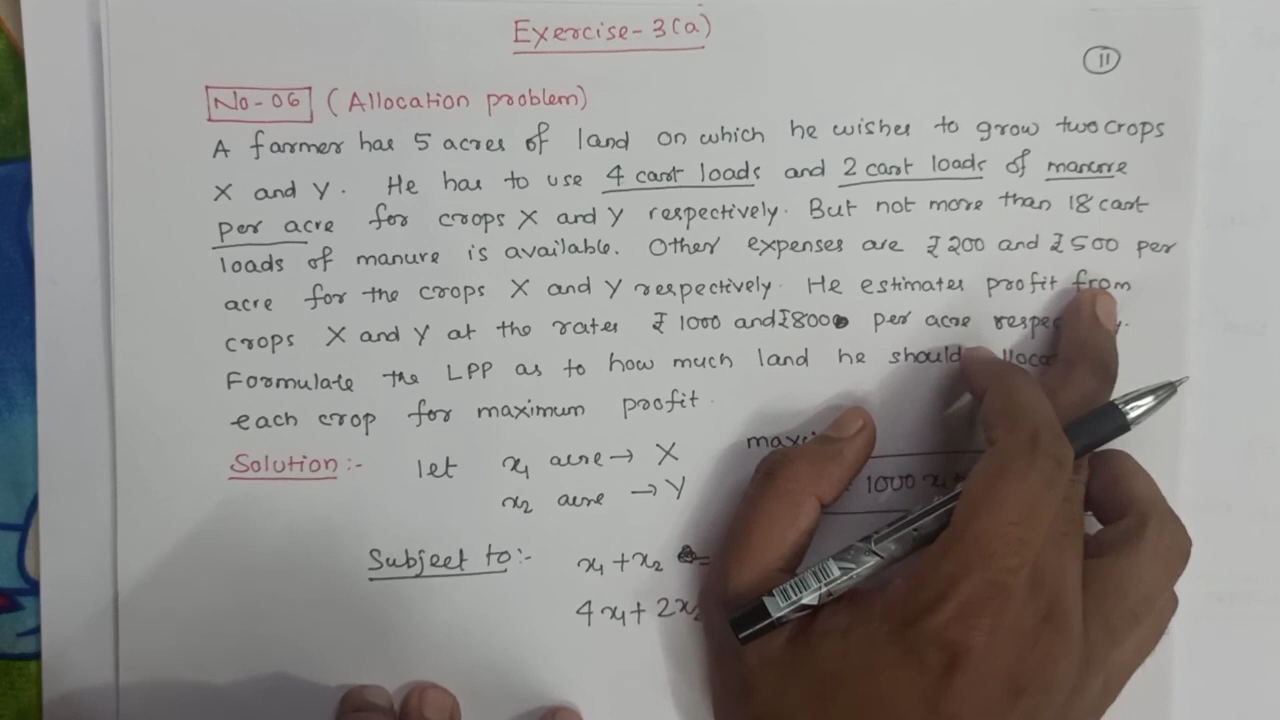 Exercise-3(a)
11
No-06 (Allocation problem)
A farmer has 5 acres of land on which he wishes to grow two crops
X and Y. He has to use 4 cart loads and 2 cart loads of manure
per acre for crops X and Y respectively. But not more than 18 cart
loads of manure is available. Other expenses are ₹200 and ₹500 per
acre for the crops X and Y respectively. He estimates profit from
crops X and Y at the rates ₹1000 and ₹800 per acre
Formulate the LPP as to how much land he should
each crop for maximum profit.
Solution:- let x1 acre → X
x2 acre → Y
1000 x1 +
Subject to:- x1 + x2 =
4x1 + 2x2